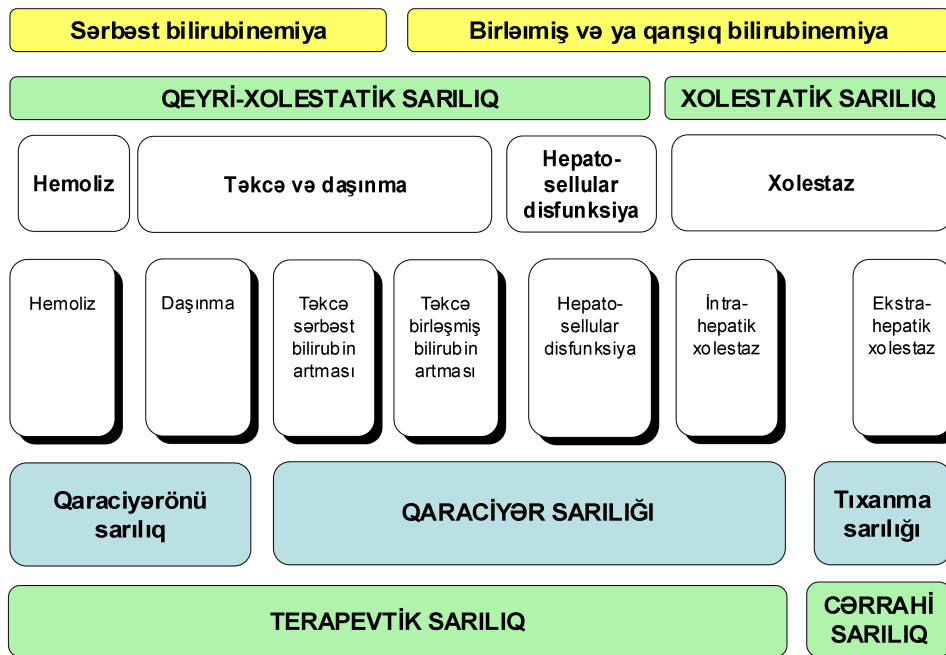 Sərbəst bilirubinemiya
Birləımiş və ya qarışıq bilirubinemiya
QEYRİ-XOLESTATİK SARILIQ
XOLESTATİK SARILIQ
Hemoliz
Təkcə və daşınma
Hepato-
sellular
disfunksiya
Xolestaz
Hemoliz
Daşınma
Təkcə
sərbəst
bilirubin
artması
Təkcə
birləşmiş
bilirubin
artması
Hepato-
sellular
disfunksiya
İntra-
hepatik
xolestaz
Ekstra-
hepatik
xolestaz
Qaraciyərönü
sarılıq
QARACİYƏR SARILIĞI
Tıxanma
sarılığı
TERAPEVTİK SARILIQ
CƏRRAHİ
SARILIQ